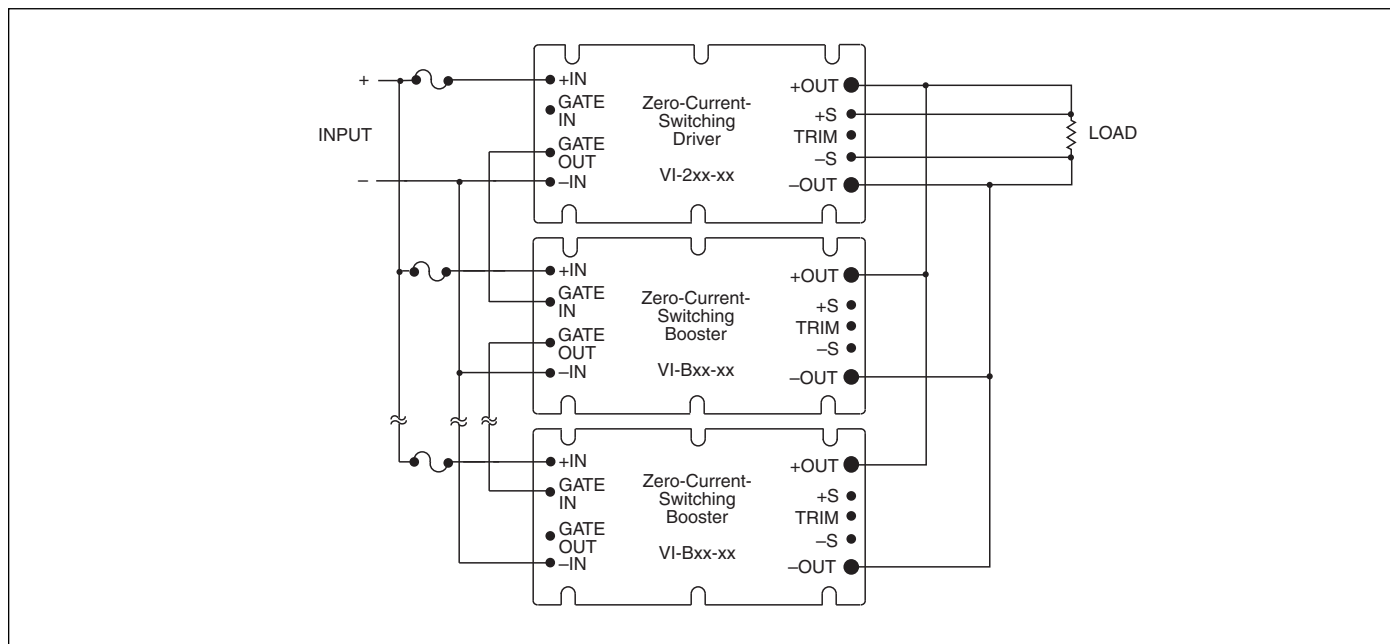 +
INPUT
–
+IN
GATE
IN
GATE
OUT
–IN
Zero-Current-
Switching
Driver
VI-2xx-xx
+OUT
+S
TRIM
–S
–OUT
LOAD
+IN
GATE
IN
GATE
OUT
–IN
Zero-Current-
Switching
Booster
VI-Bxx-xx
+OUT
+S
TRIM
–S
–OUT
+IN
GATE
IN
GATE
OUT
–IN
Zero-Current-
Switching
Booster
VI-Bxx-xx
+OUT
+S
TRIM
–S
–OUT